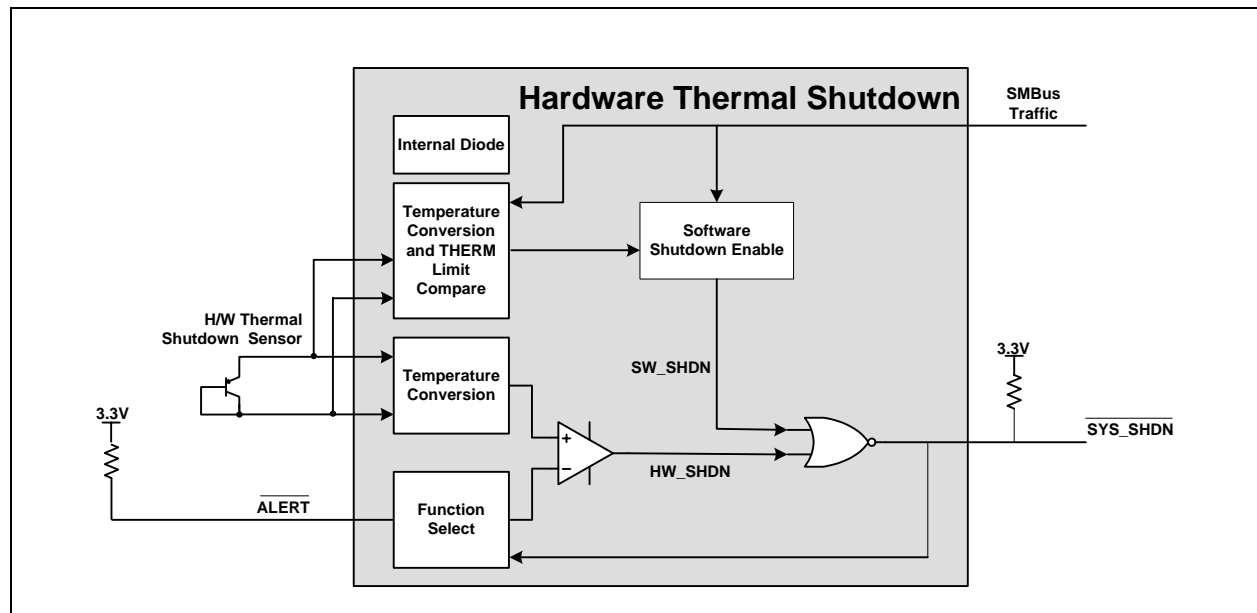 Hardware Thermal Shutdown
SMBus
Traffic
Internal Diode
Temperature
Conversion
and THERM
Limit
Compare
Software
Shutdown Enable
H/W Thermal
Shutdown Sensor
Temperature
Conversion
SW_SHDN
3.3V
3.3V
SYS_SHDN
+
−
HW_SHDN
ALERT
Function
Select